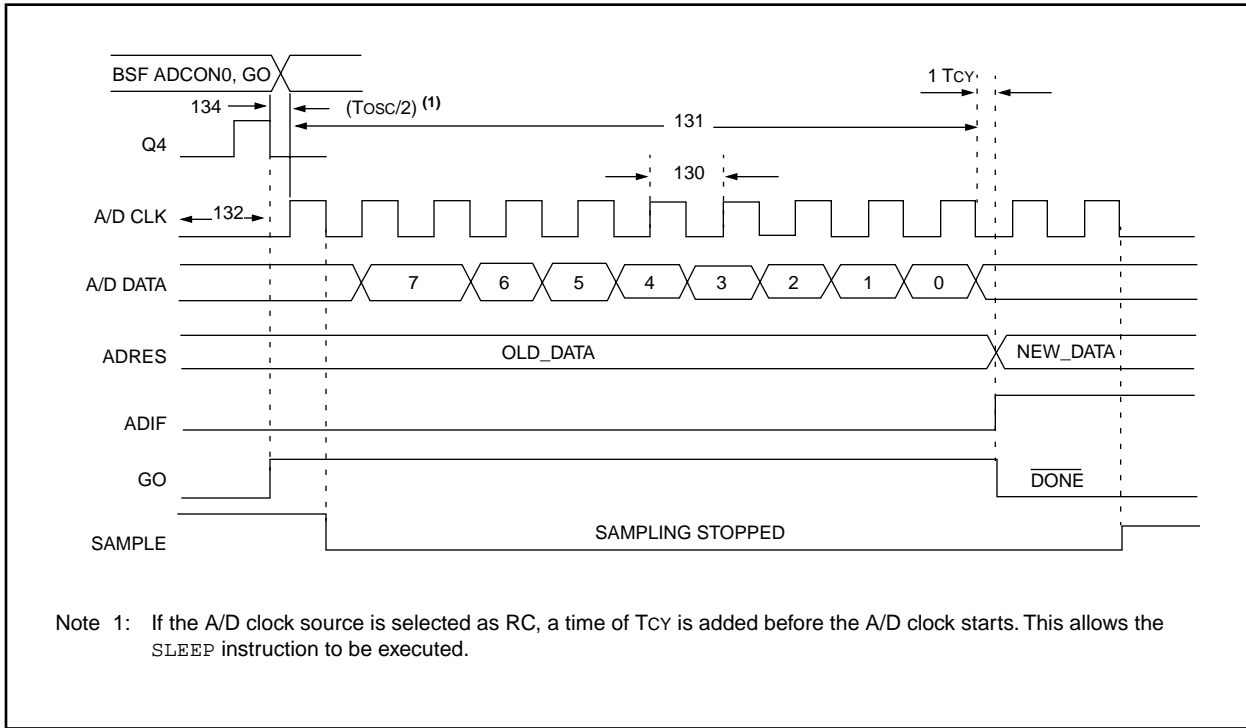 BSF ADCON0, GO
1 TCY
134
(TOSC/2) (1)
131
Q4
130
A/D CLK
132
A/D DATA
7 6 5 4 3 2 1 0
ADRES
OLD_DATA
NEW_DATA
ADIF
GO
DONE
SAMPLE
SAMPLING STOPPED
Note 1: If the A/D clock source is selected as RC, a time of TCY is added before the A/D clock starts. This allows the
SLEEP instruction to be executed.